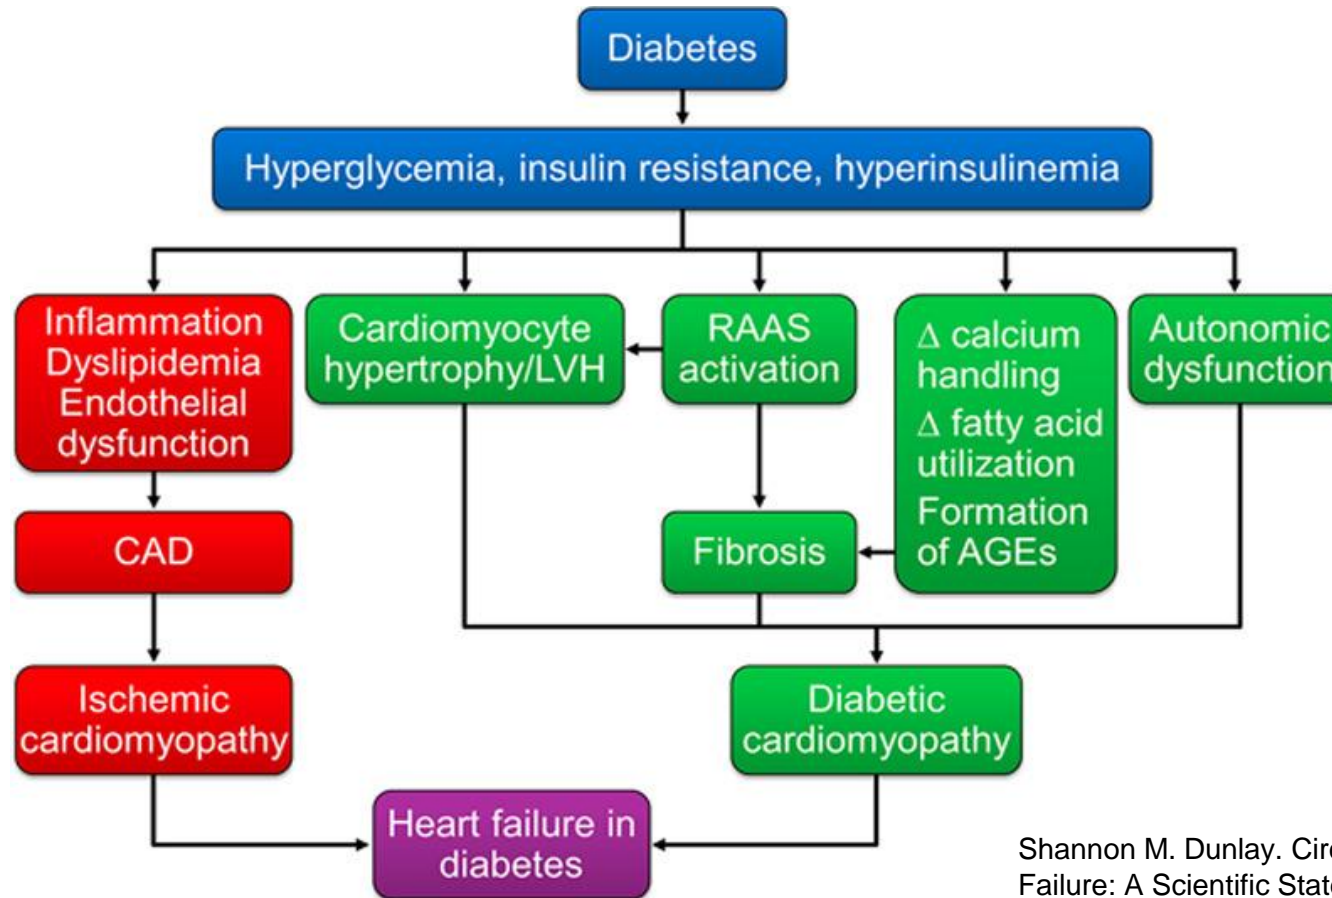 Diabetes
Hyperglycemia, insulin resistance, hyperinsulinemia
Inflammation
Dyslipidemia
Endothelial
dysfunction
Cardiomyocyte
hypertrophy/LVH
RAAS
activation
Δ calcium
handling
Δ fatty acid
utilization
Formation
of AGEs
Autonomic
dysfunction
CAD
Fibrosis
Ischemic
cardiomyopathy
Diabetic
cardiomyopathy
Heart failure in
diabetes
Shannon M. Dunlay.
Failure: A Scientific